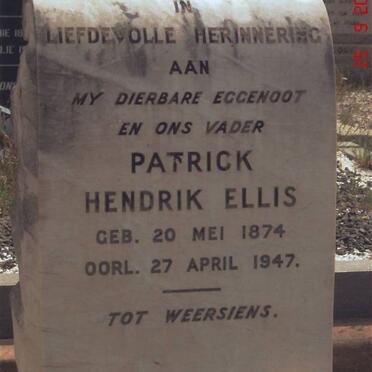 IN
LIEFDEVOLLE HERINNERING
AAN
MY DIERBARE EGGENOOT
EN ONS VADER
PATRICK
HENDRIK ELLIS
GEB. 20 MEI 1874
OORL. 27 APRIL 1947.
TOT WEERSIENS.